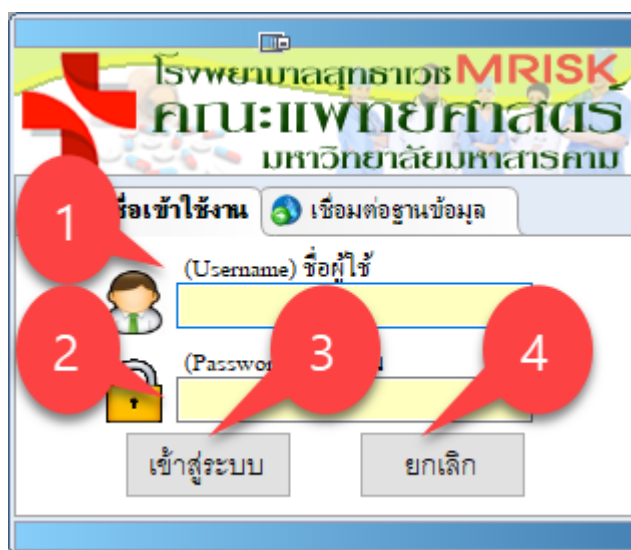 โรงพยาบาลสุทธาเวช MRISK
คณะแพทยศาสตร์
มหาวิทยาลัยมหาสารคาม
เข้าใช้งาน เชื่อมต่อฐานข้อมูล
1
(Username) ชื่อผู้ใช้
2
3
4
เข้าสู่ระบบ ยกเลิก